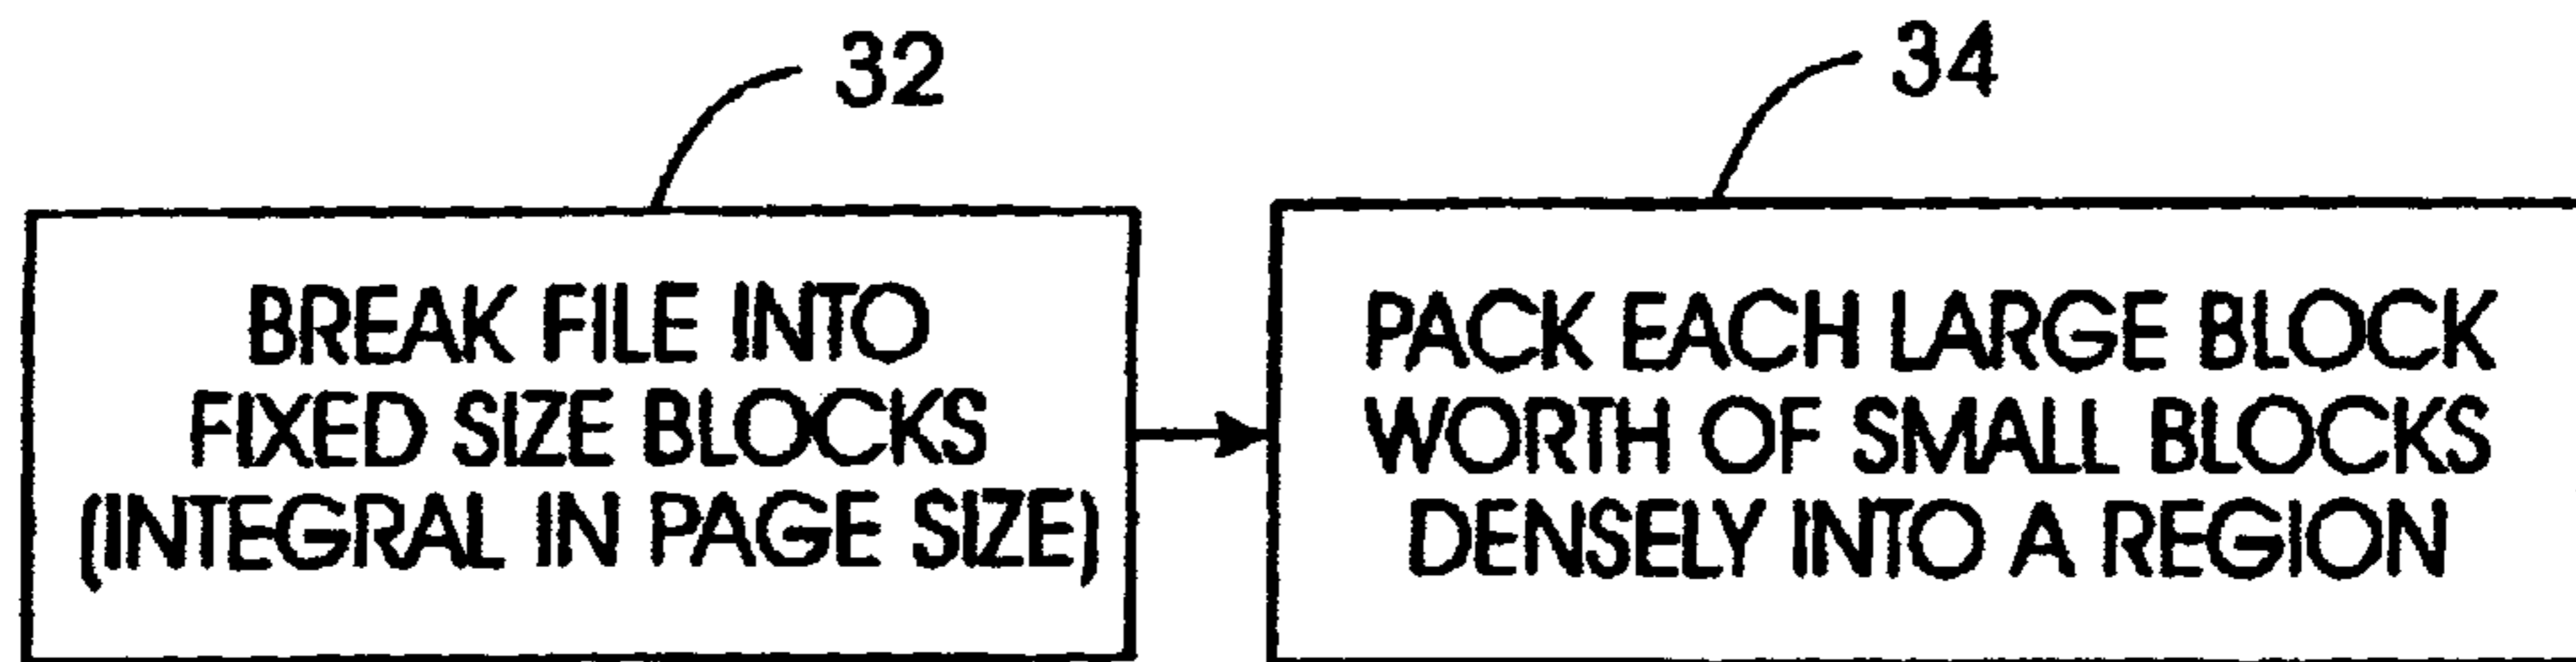 32
34
BREAK FILE INTO
FIXED SIZE BLOCKS
(INTEGRAL IN PAGE SIZE)
PACK EACH LARGE BLOCK
WORTH OF SMALL BLOCKS
DENSELY INTO A REGION